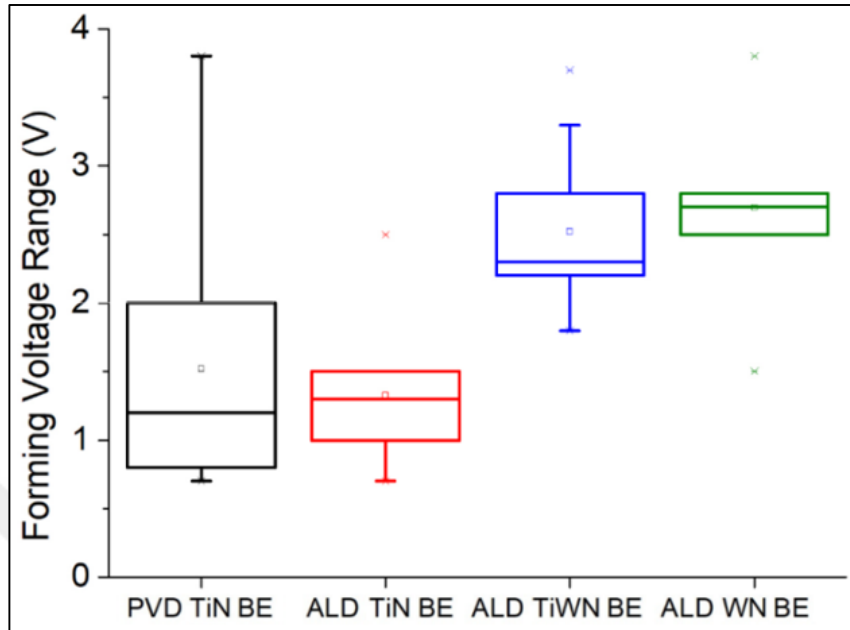 Forming Voltage Range (V)
4
3
2
1
0
PVD TiN BE ALD TiN BE ALD TiWN BE ALD WN BE